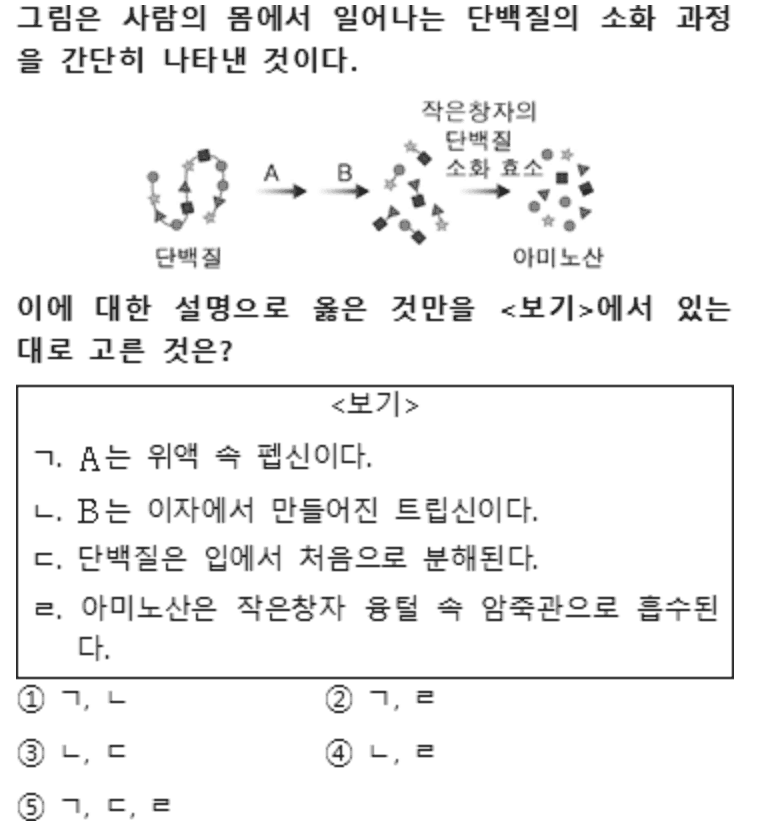 그림은 사람의 몸에서 일어나는 단백질의 소화 과정
을 간단히 나타낸 것이다.
작은창자의
단백질
소화 효소
A
B
단백질
아미노산
이에 대한 설명으로 옳은 것만을 <보기>에서 있는
대로 고른 것은?
<보기>
ㄱ. A는 위액 속 펩신이다.
ㄴ. B는 이자에서 만들어진 트립신이다.
ㄷ. 단백질은 입에서 처음으로 분해된다.
ㄹ. 아미노산은 작은창자 융털 속 암죽관으로 흡수된
다.
① ㄱ, ㄴ
② ㄱ, ㄹ
③ ㄴ, ㄷ
④ ㄴ, ㄹ
⑤ ㄱ, ㄷ, ㄹ